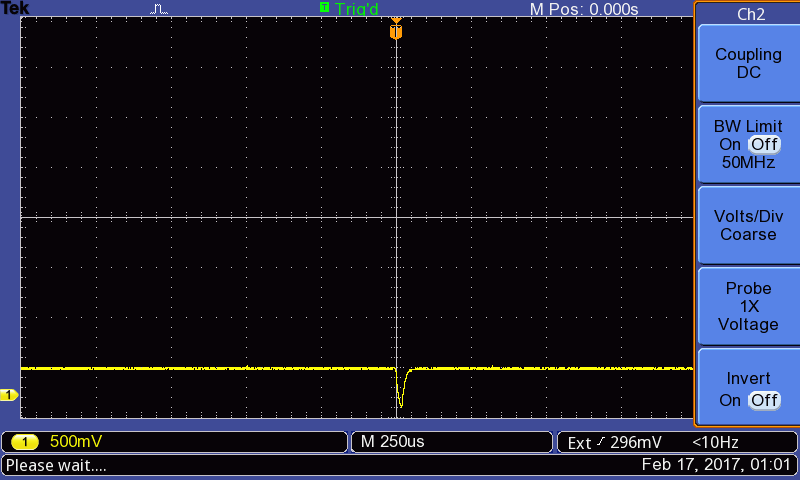 Tek
T Trig'd
M Pos: 0.000s
T
Ch2
Coupling
DC
BW Limit
On Off
50MHz
Volts/Div
Coarse
Probe
1X
Voltage
Invert
On Off
1
1 500mV
M 250us
Ext 296mV <10Hz
Please wait....
Feb 17, 2017, 01:01